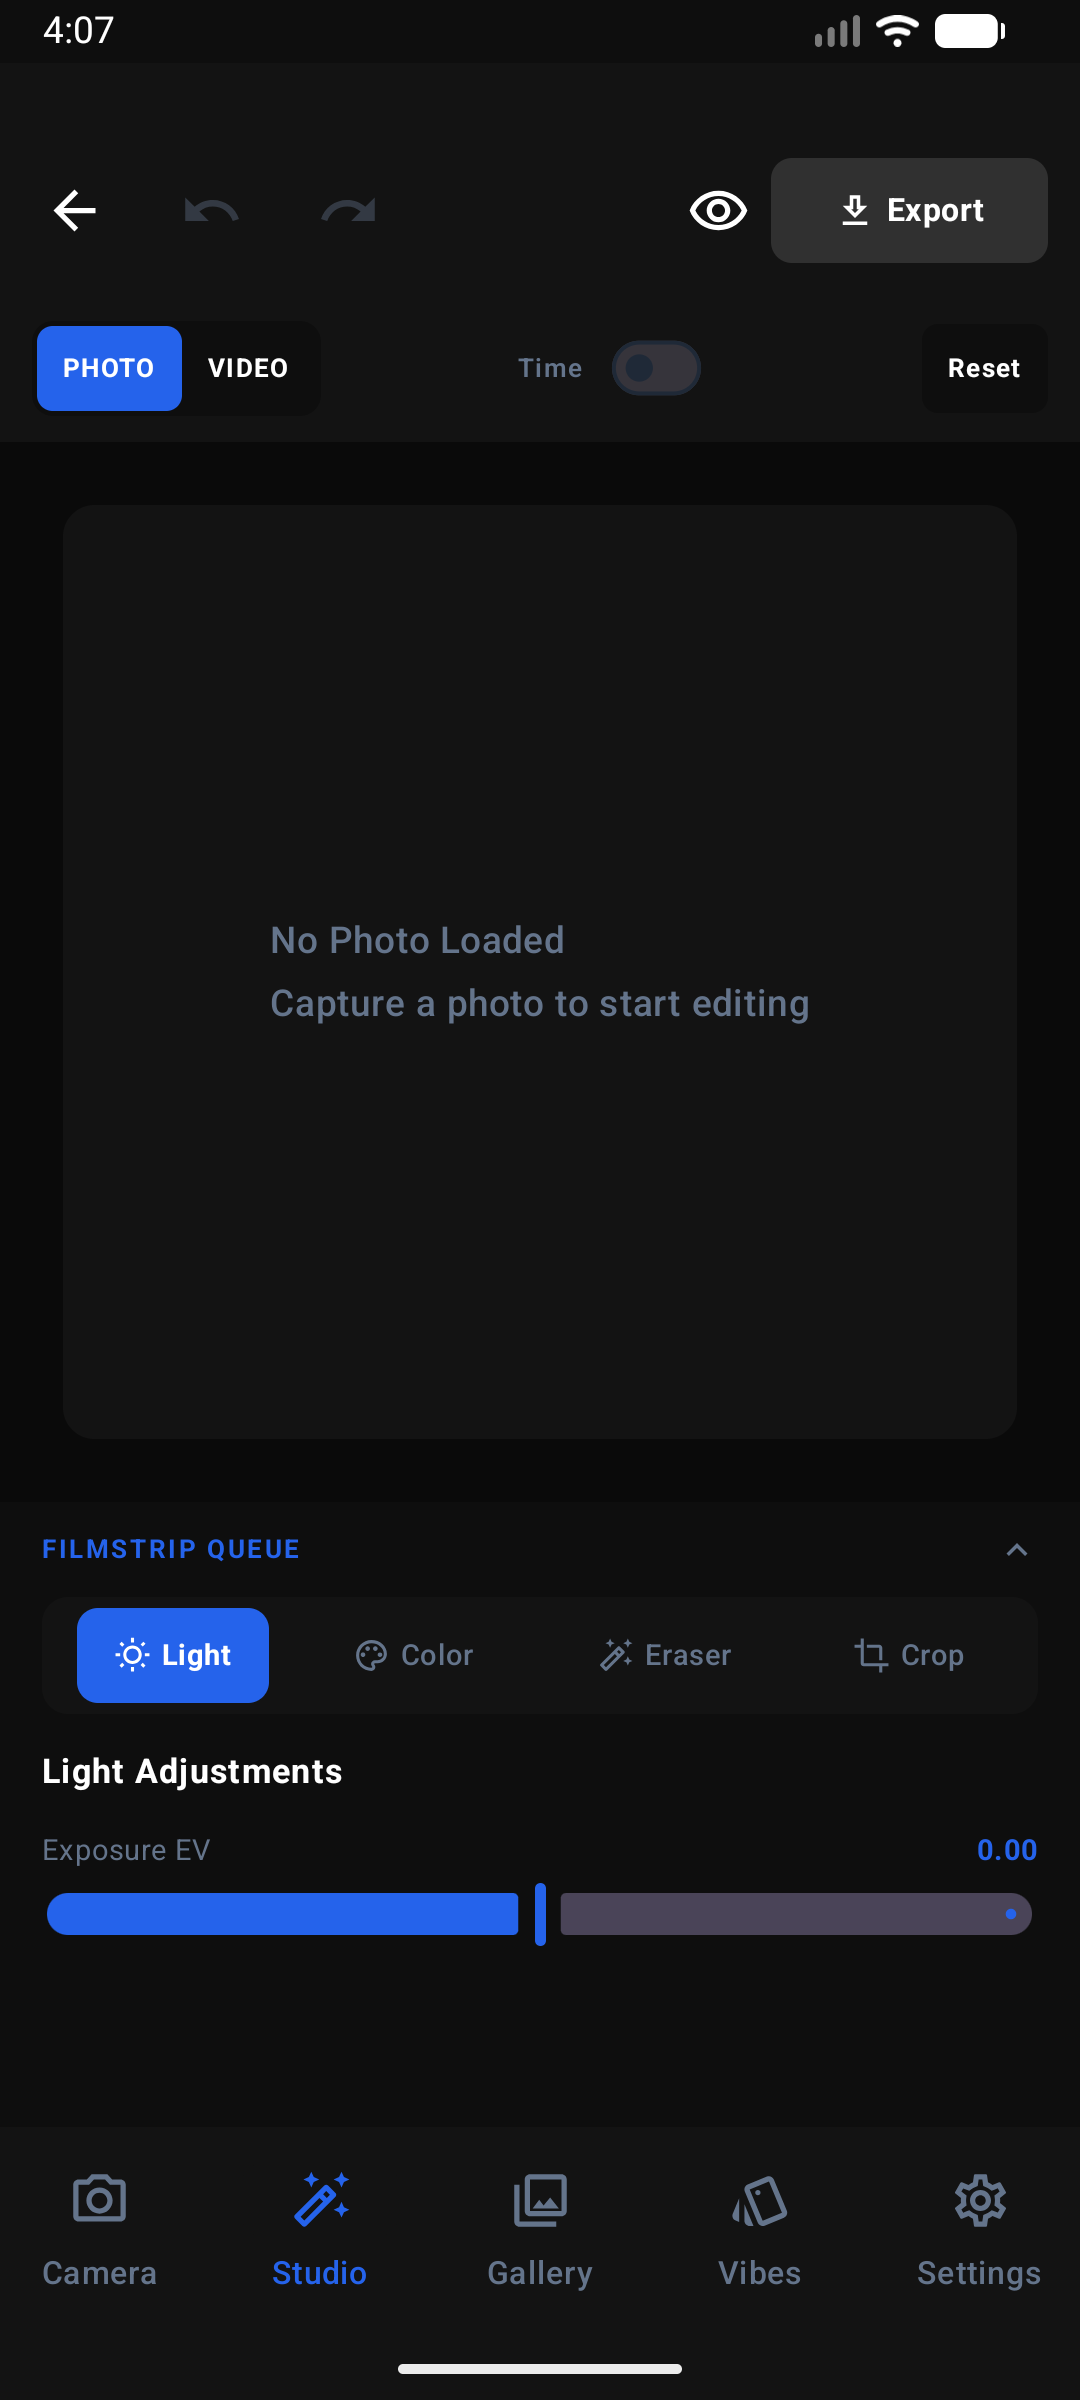 4:07
Export
PHOTO
VIDEO
Time
Reset
No Photo Loaded
Capture a photo to start editing
FILMSTRIP QUEUE
Light
Color
Eraser
Crop
Light Adjustments
Exposure EV
0.00
Camera
Studio
Gallery
Vibes
Settings